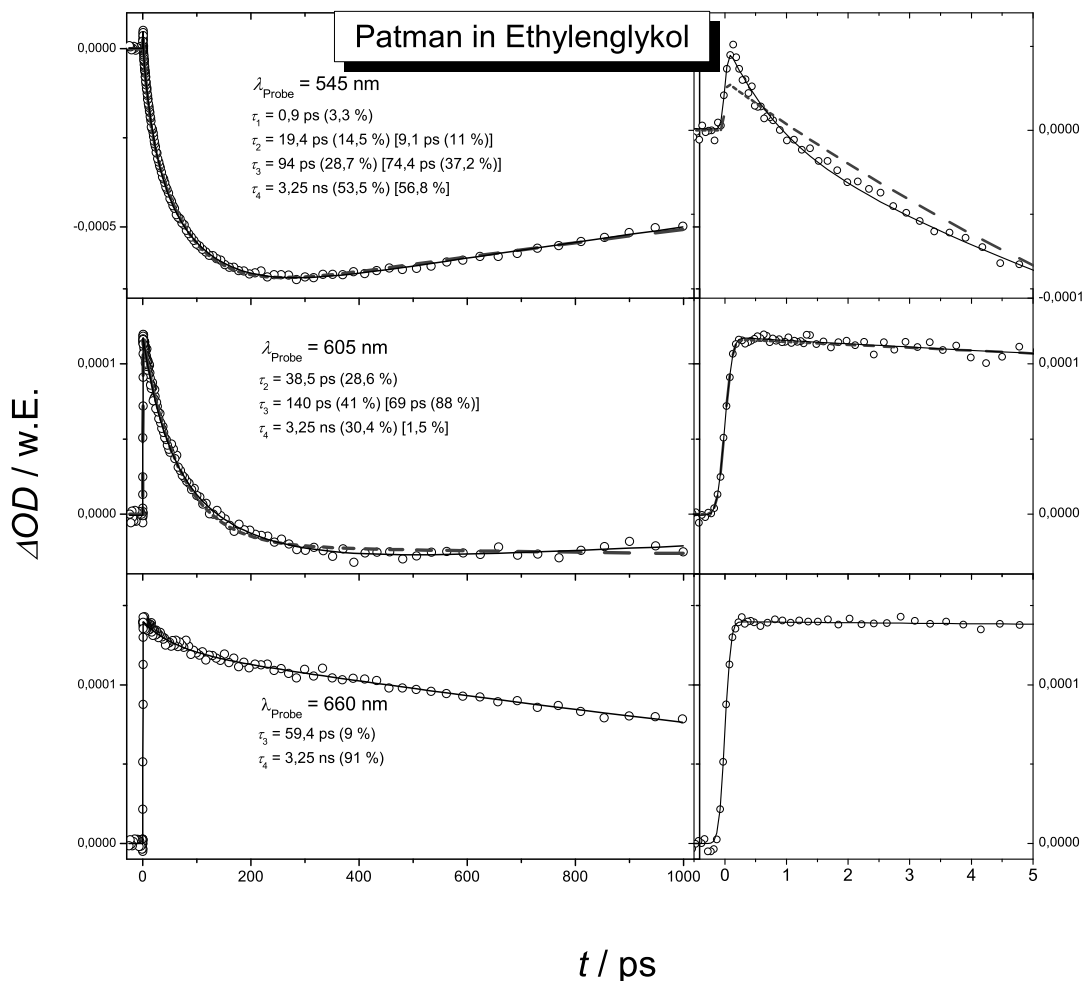 Patman in Ethylenglykol
0,0000
-0,0005
λProbe = 545 nm
τ1 = 0,9 ps (3,3 %)
τ2 = 19,4 ps (14,5 %) [9,1 ps (11 %)]
τ3 = 94 ps (28,7 %) [74,4 ps (37,2 %)]
τ4 = 3,25 ns (53,5 %) [56,8 %]
0,0000
-0,0001
0,0001
0,0000
λProbe = 605 nm
τ2 = 38,5 ps (28,6 %)
τ3 = 140 ps (41 %) [69 ps (88 %)]
τ4 = 3,25 ns (30,4 %) [1,5 %]
0,0001
0,0000
0,0001
0,0000
λProbe = 660 nm
τ3 = 59,4 ps (9 %)
τ4 = 3,25 ns (91 %)
0,0001
0,0000
0 200 400 600 800 1000
0 1 2 3 4 5
ΔOD / w.E.
t / ps